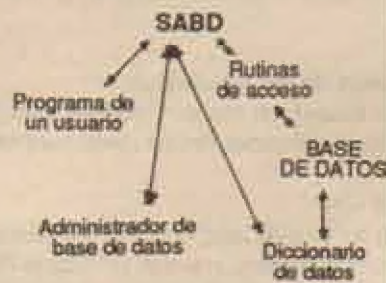 SABD
Rutinas
de acceso
Programa de
un usuario
BASE
DE DATOS
Administrador de
base de datos
Diccionario
de datos